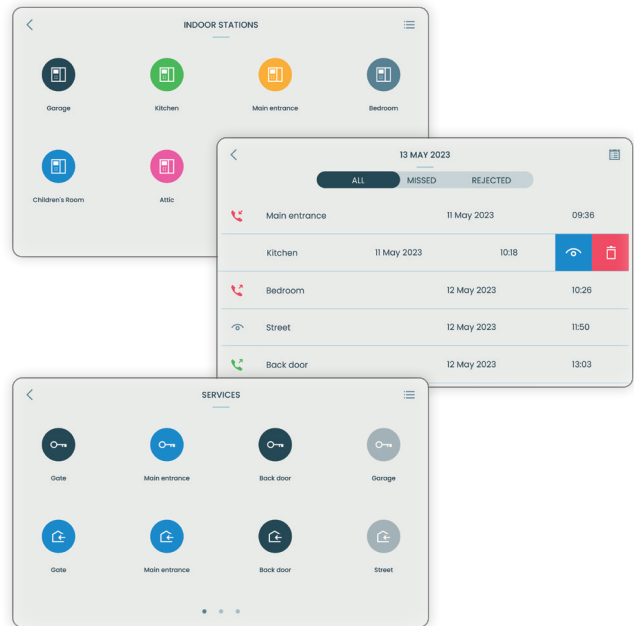 INDOOR STATIONS
Garage Kitchen Main entrance Bedroom
Children's Room Attic
13 MAY 2023
ALL MISSED REJECTED
Main entrance 11 May 2023 09:36
Kitchen 11 May 2023 10:18
Bedroom 12 May 2023 10:26
Street 12 May 2023 11:50
Back door 12 May 2023 13:03
SERVICES
Gate Main entrance Back door Garage
Gate Main entrance Back door Street